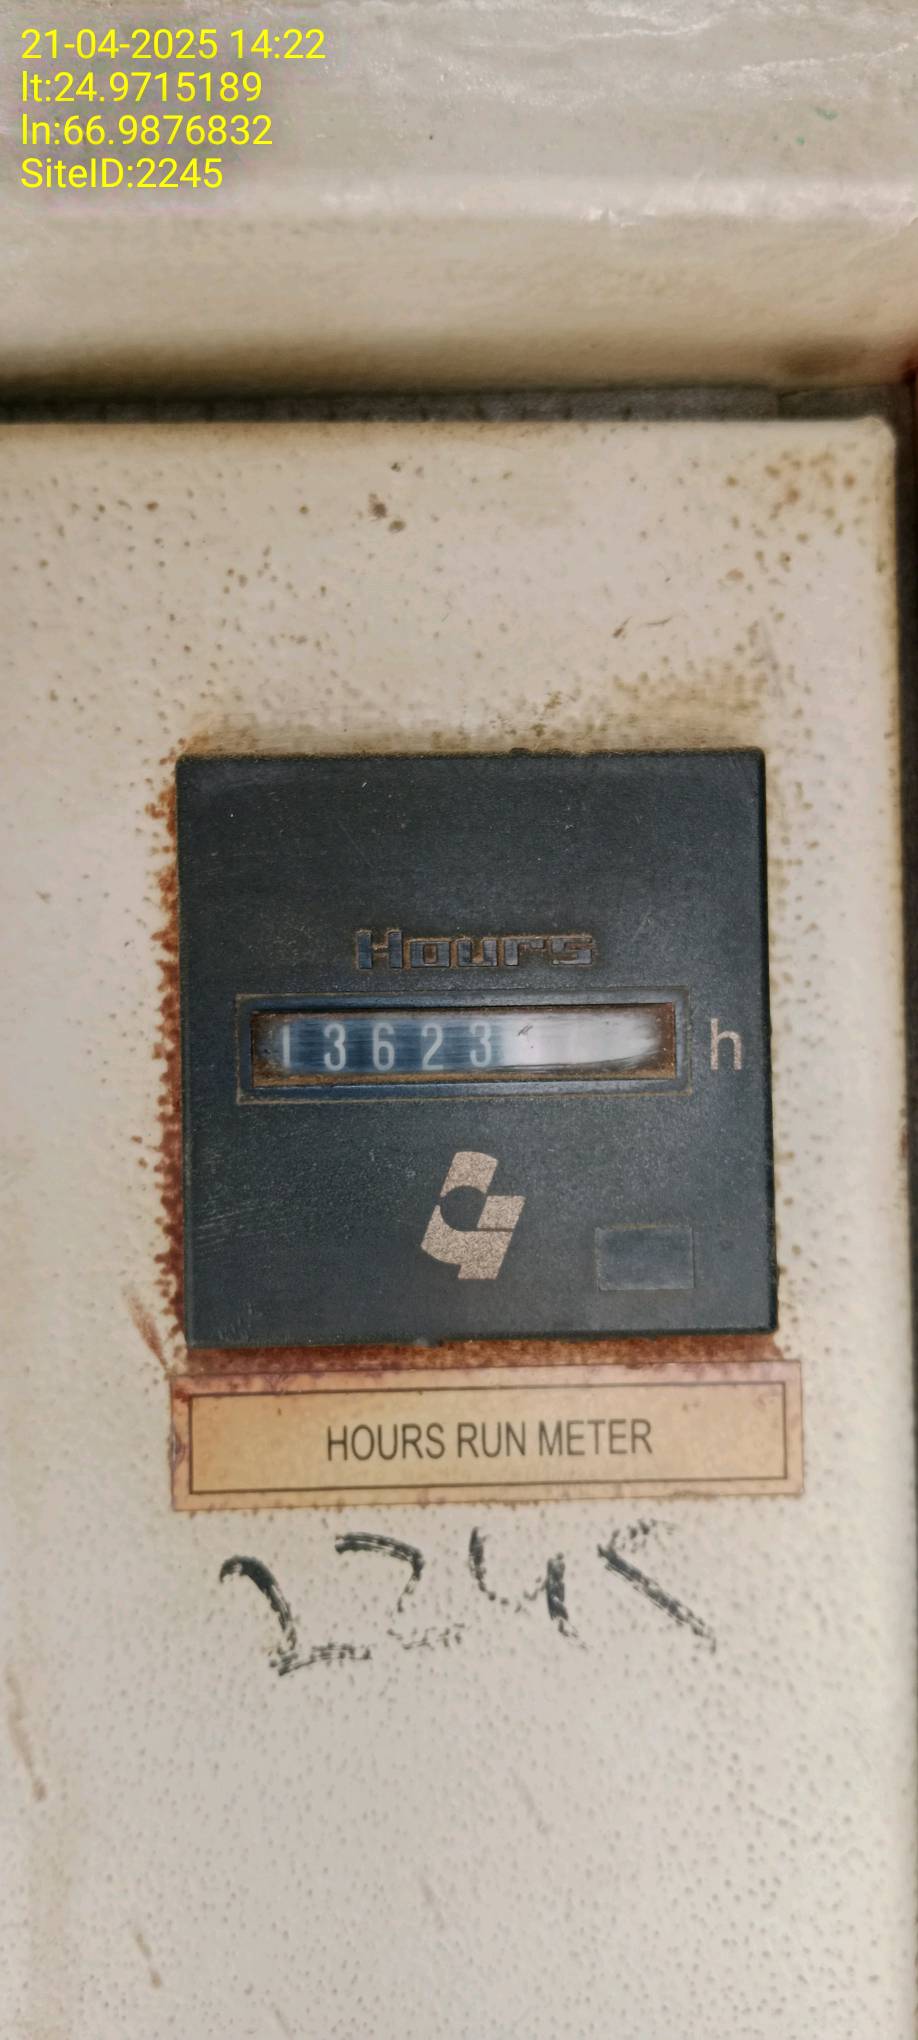 21-04-2025 14:22
lt:24.9715189
ln:66.9876832
SiteID:2245
Hours
13623
h
HOURS RUN METER
2245